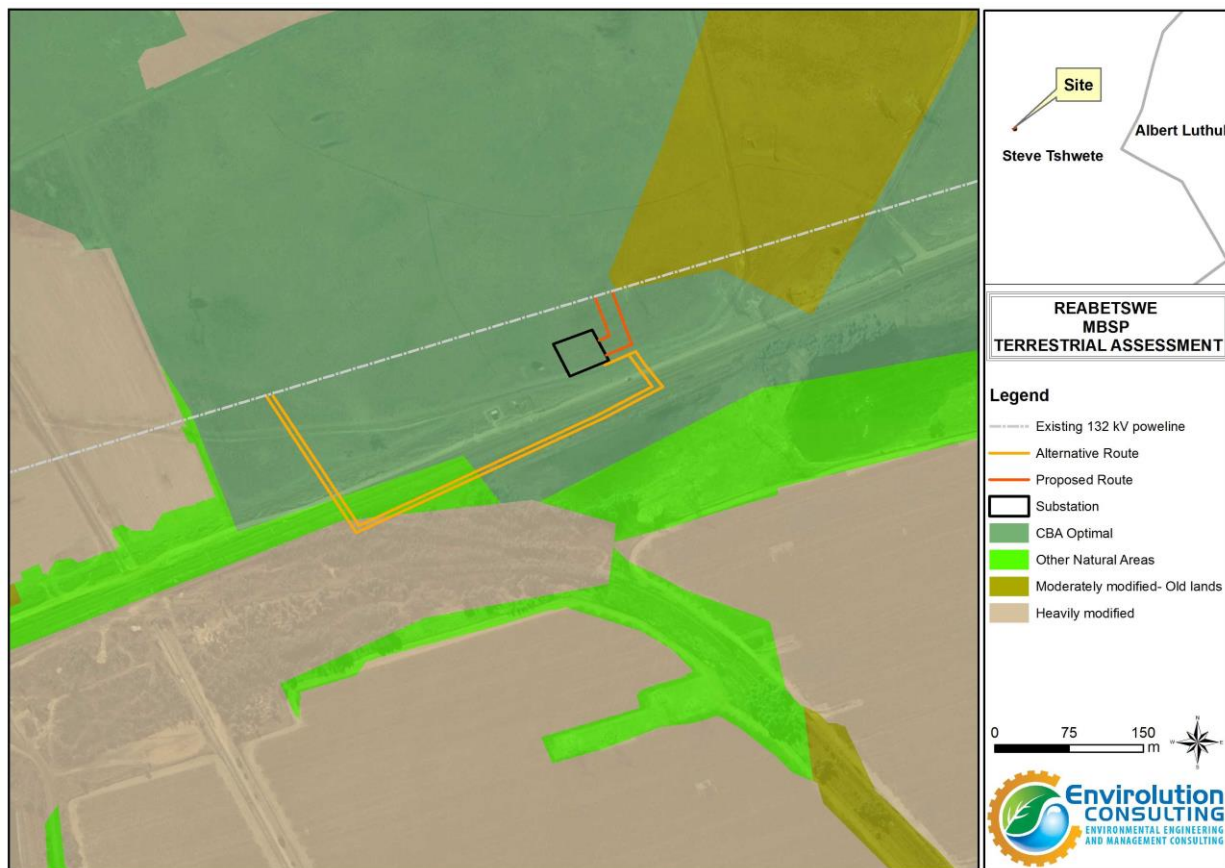 Site
Albert Luthul
Steve Tshwete
REABETSWE
MBSP
TERRESTRIAL ASSESSMENT
Legend
Existing 132 kV poweline
Alternative Route
Proposed Route
Substation
CBA Optimal
Other Natural Areas
Moderately modified- Old lands
Heavily modified
0 75 150
m
N
W E
S
Envirolution
CONSULTING
ENVIRONMENTAL ENGINEERING
AND MANAGEMENT CONSULTING